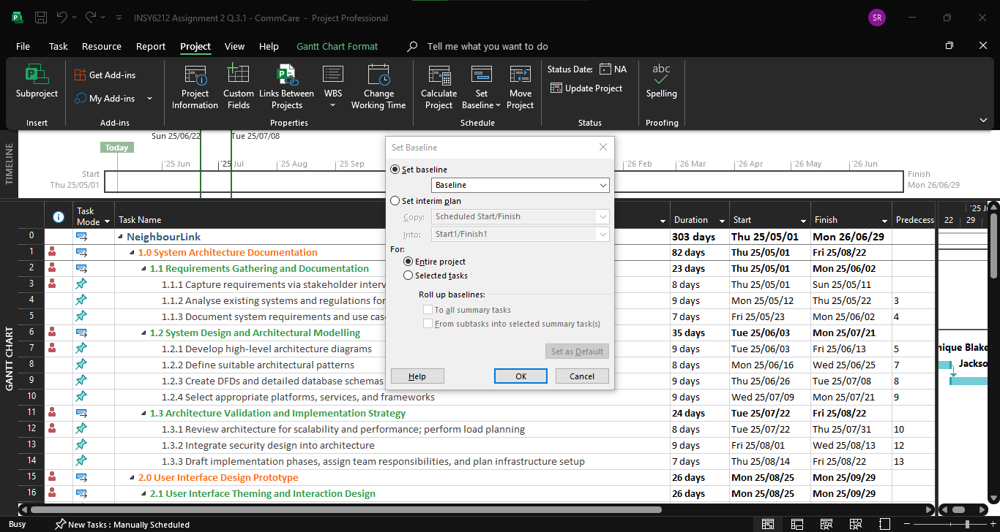 INSY6212 Assignment 2 Q.3.1 - CommCare - Project Professional
SR
File Task Resource Report Project View Help Gantt Chart Format Tell me what you want to do
Subproject
Insert
Get Add-ins
My Add-ins
Add-ins
Project Information
Custom Fields
Links Between Projects
WBS
Change Working Time
Properties
Calculate Project
Set Baseline
Move Project
Schedule
Status Date: NA
Update Project
Status
abc
Spelling
Proofing
TIMELINE
Sun 25/06/22 Tue 25/07/08
Today
'25 Jun '25 Jul '25 Aug '25 Sep '26 Feb '26 Mar '26 Apr '26 May '26 Jun
Start
Thu 25/05/01
Finish
Mon 26/06/29
Set Baseline
Set baseline
Baseline
Set interim plan
Copy: Scheduled Start/Finish
Into: Start1/Finish1
For:
Entire project
Selected tasks
Roll up baselines:
To all summary tasks
From subtasks into selected summary task(s)
Set as Default
Help OK Cancel
GANTT CHART
Task Mode Task Name Duration Start Finish Predecess
22 29
0 NeighbourLink 303 days Thu 25/05/01 Mon 26/06/29
1 1.0 System Architecture Documentation 82 days Thu 25/05/01 Fri 25/08/22
2 1.1 Requirements Gathering and Documentation 23 days Thu 25/05/01 Mon 25/06/02
3 1.1.1 Capture requirements via stakeholder interv 8 days Thu 25/05/01 Sun 25/05/11
4 1.1.2 Analyse existing systems and regulations for 9 days Mon 25/05/12 Thu 25/05/22 3
5 1.1.3 Document system requirements and use cas 7 days Fri 25/05/23 Mon 25/06/02 4
6 1.2 System Design and Architectural Modelling 35 days Tue 25/06/03 Mon 25/07/21
7 1.2.1 Develop high-level architecture diagrams 9 days Tue 25/06/03 Fri 25/06/13 5 nique Blake
8 1.2.2 Define suitable architectural patterns 8 days Mon 25/06/16 Wed 25/06/25 7 Jackso
9 1.2.3 Create DFDs and detailed database schemas 9 days Thu 25/06/26 Tue 25/07/08 8
10 1.2.4 Select appropriate platforms, services, and frameworks 9 days Wed 25/07/09 Mon 25/07/21 9
11 1.3 Architecture Validation and Implementation Strategy 24 days Tue 25/07/22 Fri 25/08/22
12 1.3.1 Review architecture for scalability and performance; perform load planning 8 days Tue 25/07/22 Thu 25/07/31 10
13 1.3.2 Integrate security design into architecture 9 days Fri 25/08/01 Wed 25/08/13 12
14 1.3.3 Draft implementation phases, assign team responsibilities, and plan infrastructure setup 7 days Thu 25/08/14 Fri 25/08/22 13
15 2.0 User Interface Design Prototype 26 days Mon 25/08/25 Mon 25/09/29
16 2.1 User Interface Theming and Interaction Design 26 days Mon 25/08/25 Mon 25/09/29
Busy New Tasks : Manually Scheduled